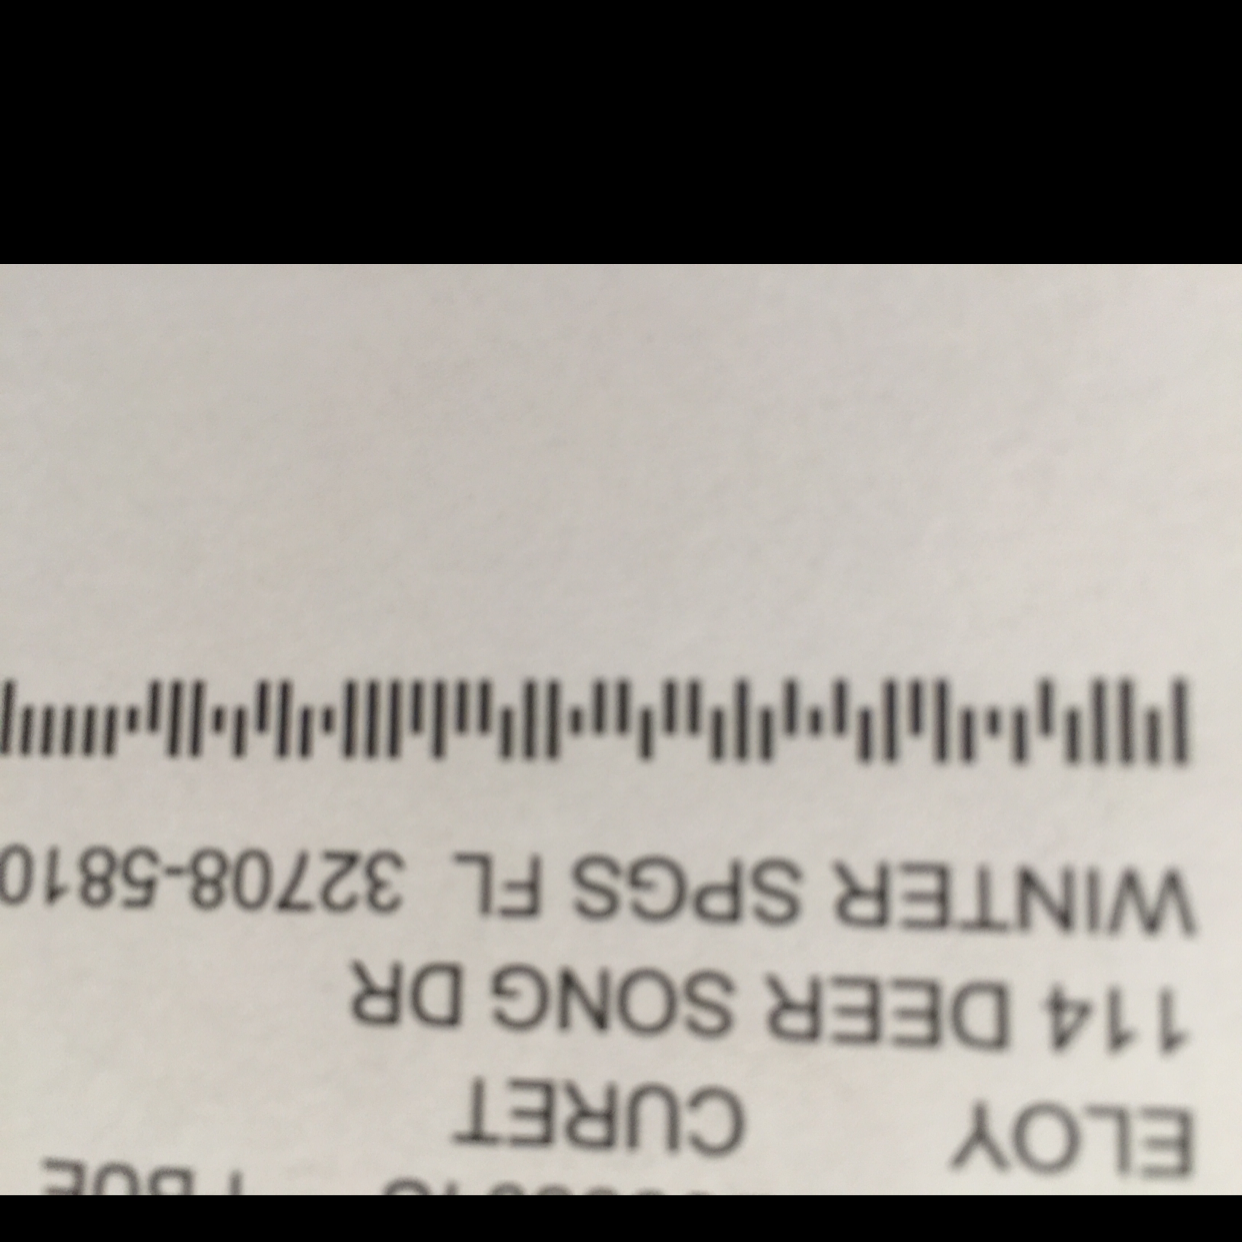 ELOY CURET
114 DEER SONG DR
WINTER SPGS FL 32708-5810